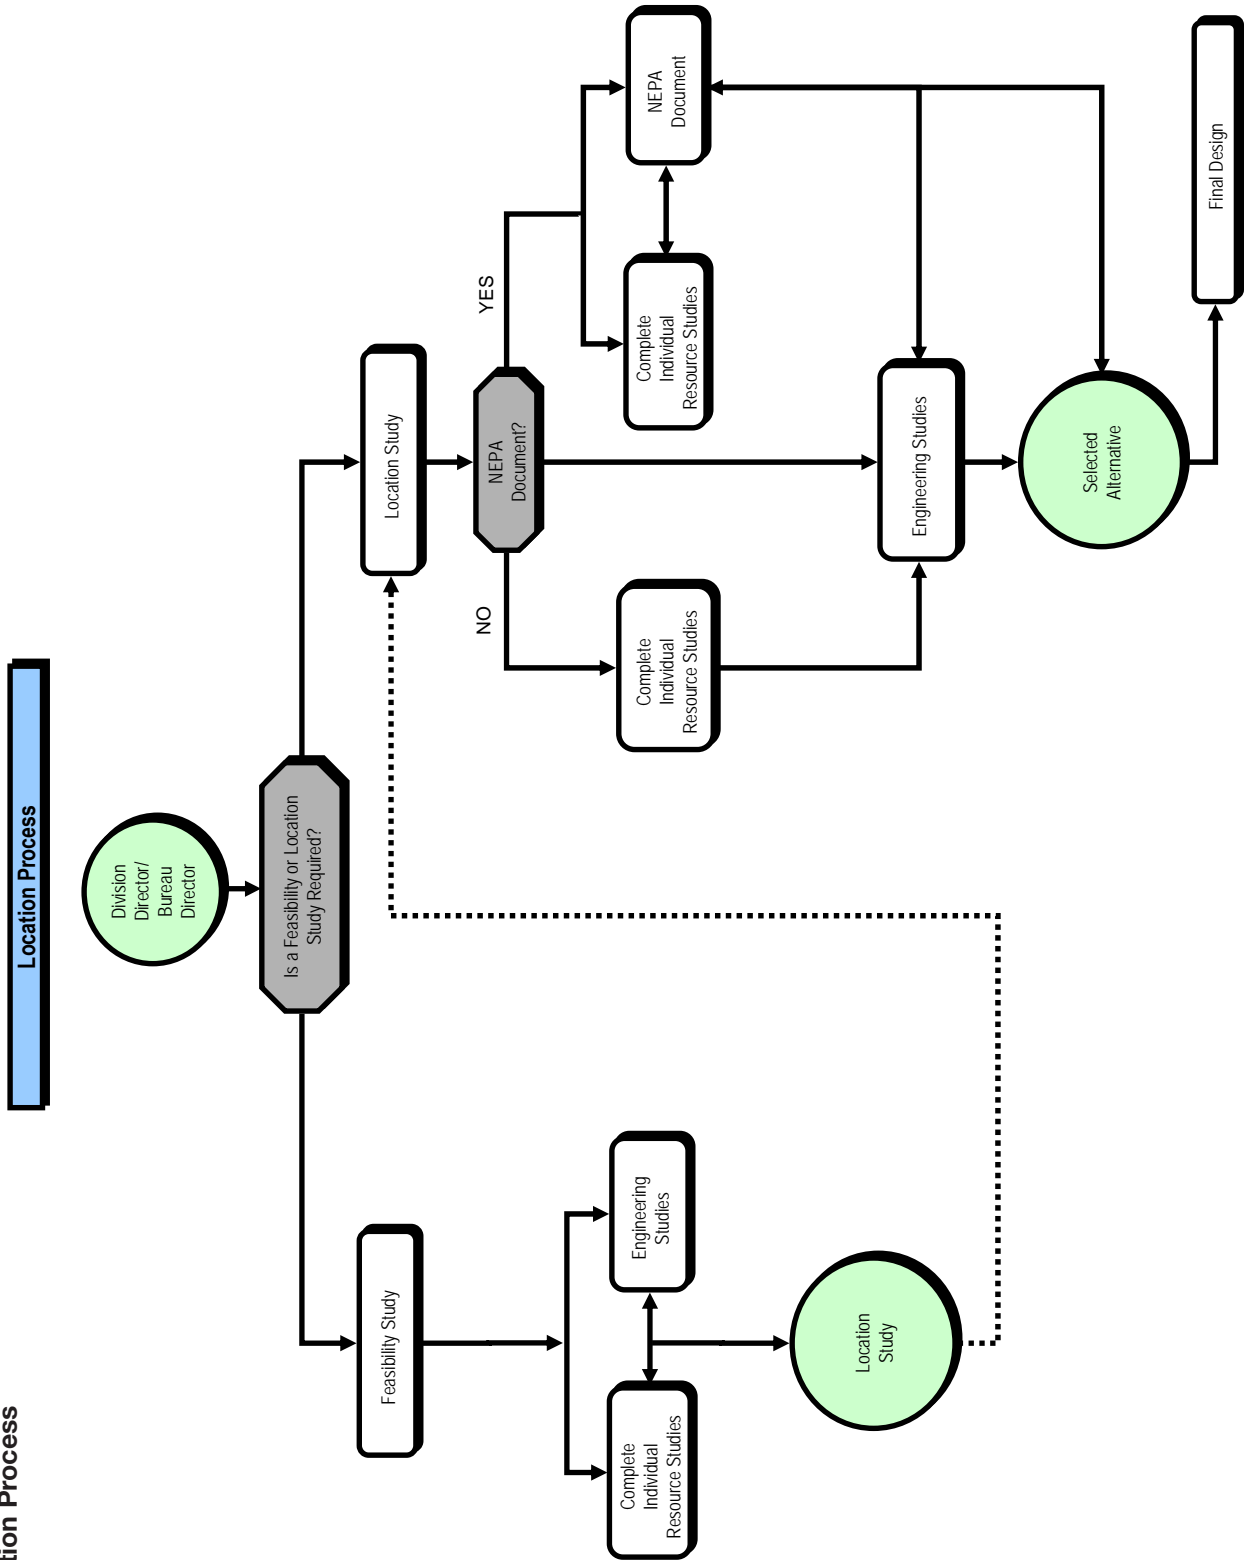 tion Process
Location Process
Division
Director/
Bureau
Director
Is a Feasibility or Location
Study Required?
Feasibility Study
Location Study
NEPA
Document?
NO
YES
Complete
Individual
Resource Studies
Engineering
Studies
Complete
Individual
Resource Studies
Complete
Individual
Resource Studies
NEPA
Document
Location
Study
Engineering Studies
Selected
Alternative
Final Design